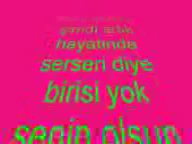 şimdi artık
hayatında
serseri diye
birisi yok
senin olsun